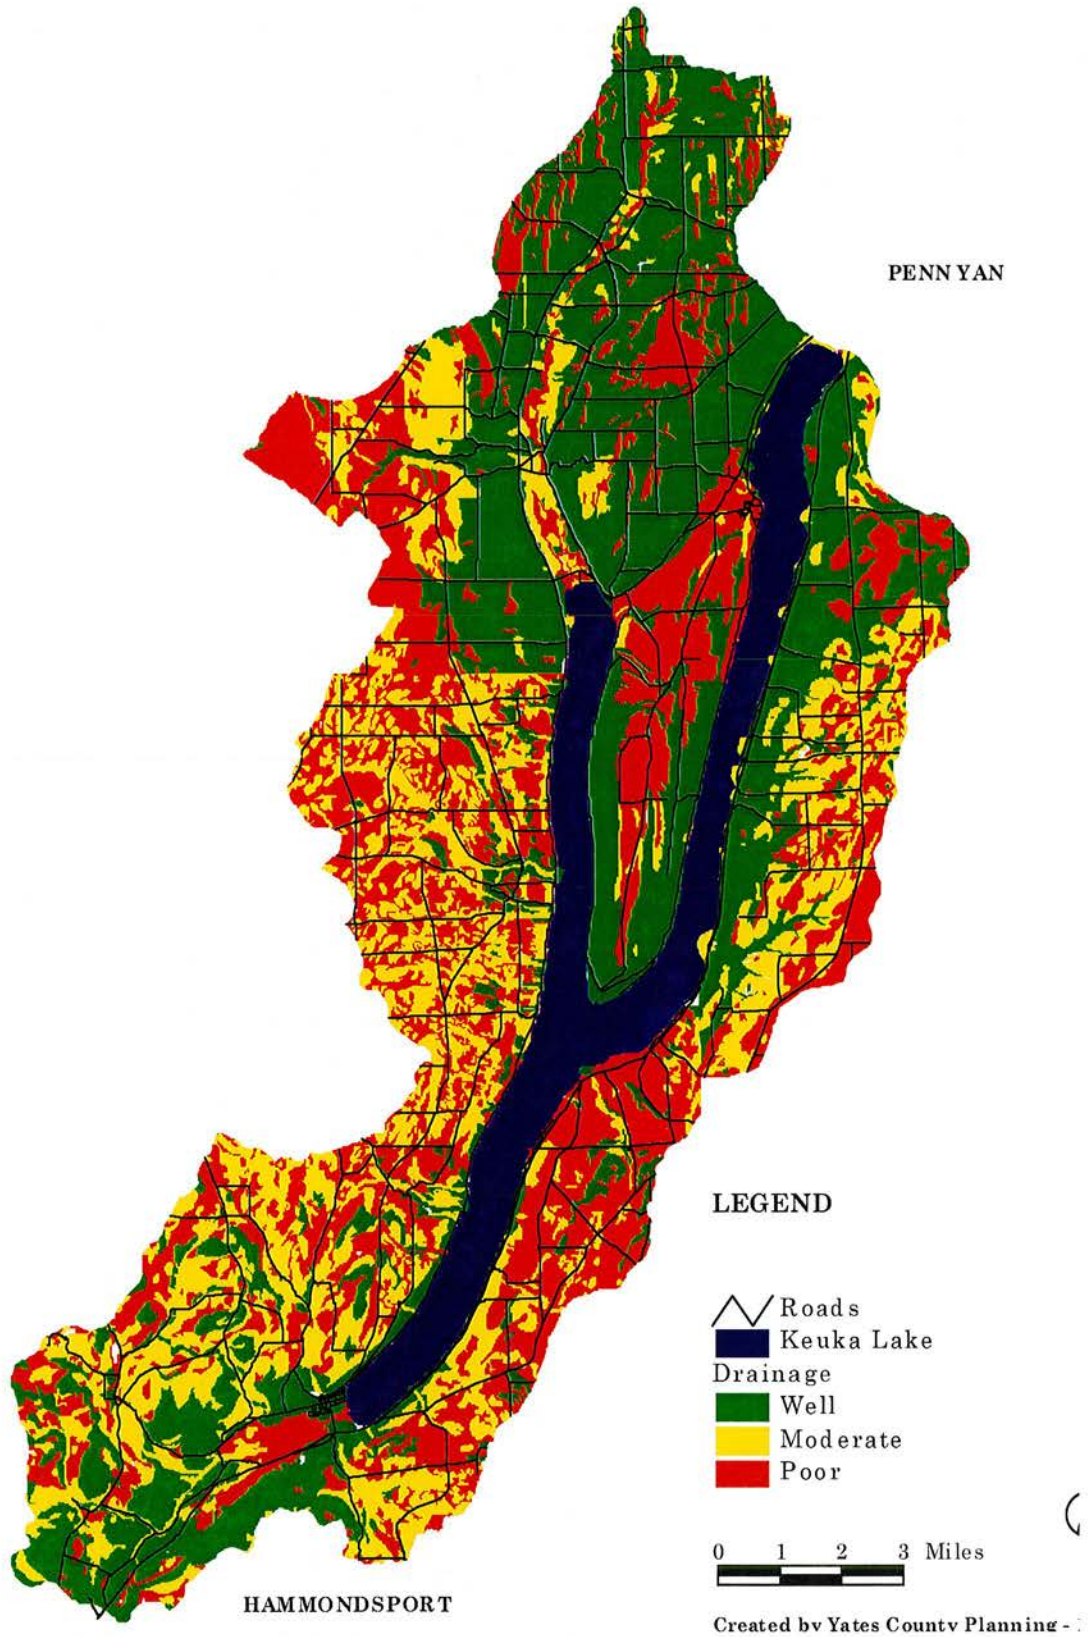 PENN YAN
LEGEND
Roads
Keuka Lake
Drainage
Well
Moderate
Poor
0 1 2 3 Miles
HAMMONDSPORT
Created by Yates County Planning -